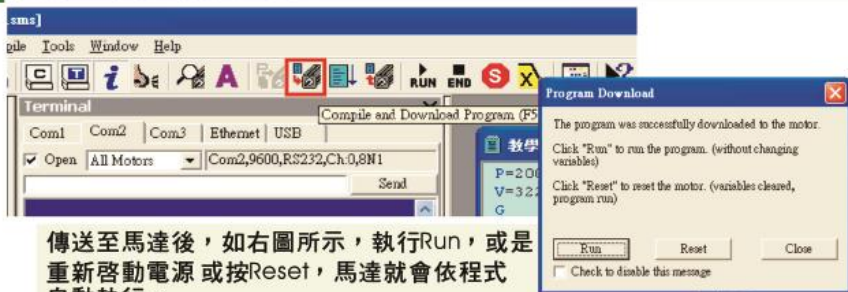 .sms]
Tools Window Help
RUN END
Terminal
Compile and Download Program (F5
Com1 Com2 Com3 Ethernet USB
Open All Motors Com2,9600,RS232,Ch:0,8N1
Send
教學
P=200
V=322
G
Program Download
The program was successfully downloaded to the motor.
Click "Run" to run the program. (without changing
variables)
Click "Reset" to reset the motor. (variables cleared,
program run)
Run Reset Close
Check to disable this message
傳送至馬達後，如右圖所示，執行Run，或是
重新啓動電源 或按Reset，馬達就會依程式
自動執行